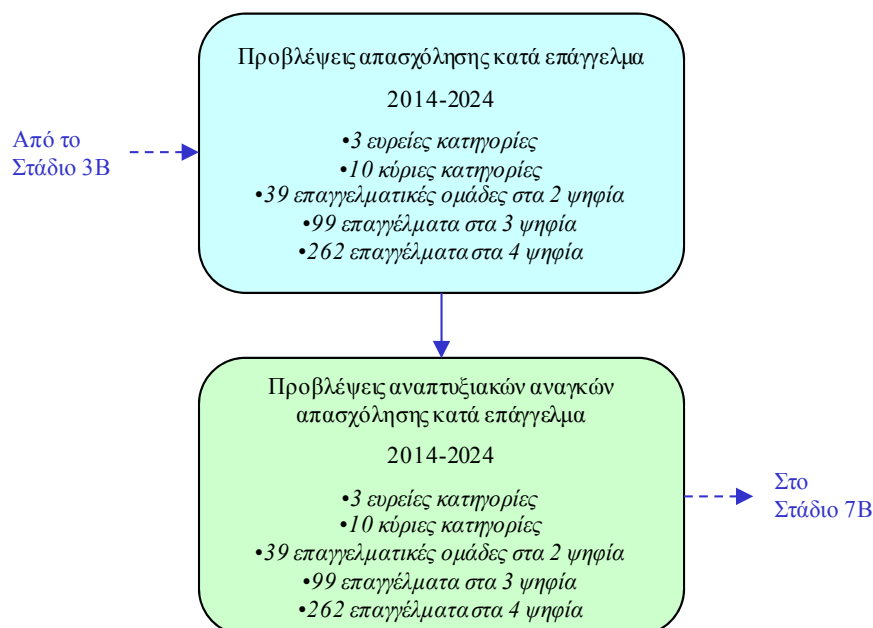 Προβλέψεις απασχόλησης κατά επάγγελμα
2014-2024
•3 ευρείες κατηγορίες
•10 κύριες κατηγορίες
•39 επαγγελματικές ομάδες στα 2 ψηφία
•99 επαγγέλματα στα 3 ψηφία
•262 επαγγέλματα στα 4 ψηφία
Από το
Στάδιο 3Β
Προβλέψεις αναπτυξιακών αναγκών
απασχόλησης κατά επάγγελμα
2014-2024
•3 ευρείες κατηγορίες
•10 κύριες κατηγορίες
•39 επαγγελματικές ομάδες στα 2 ψηφία
•99 επαγγέλματα στα 3 ψηφία
•262 επαγγέλματα στα 4 ψηφία
Στο
Στάδιο 7Β